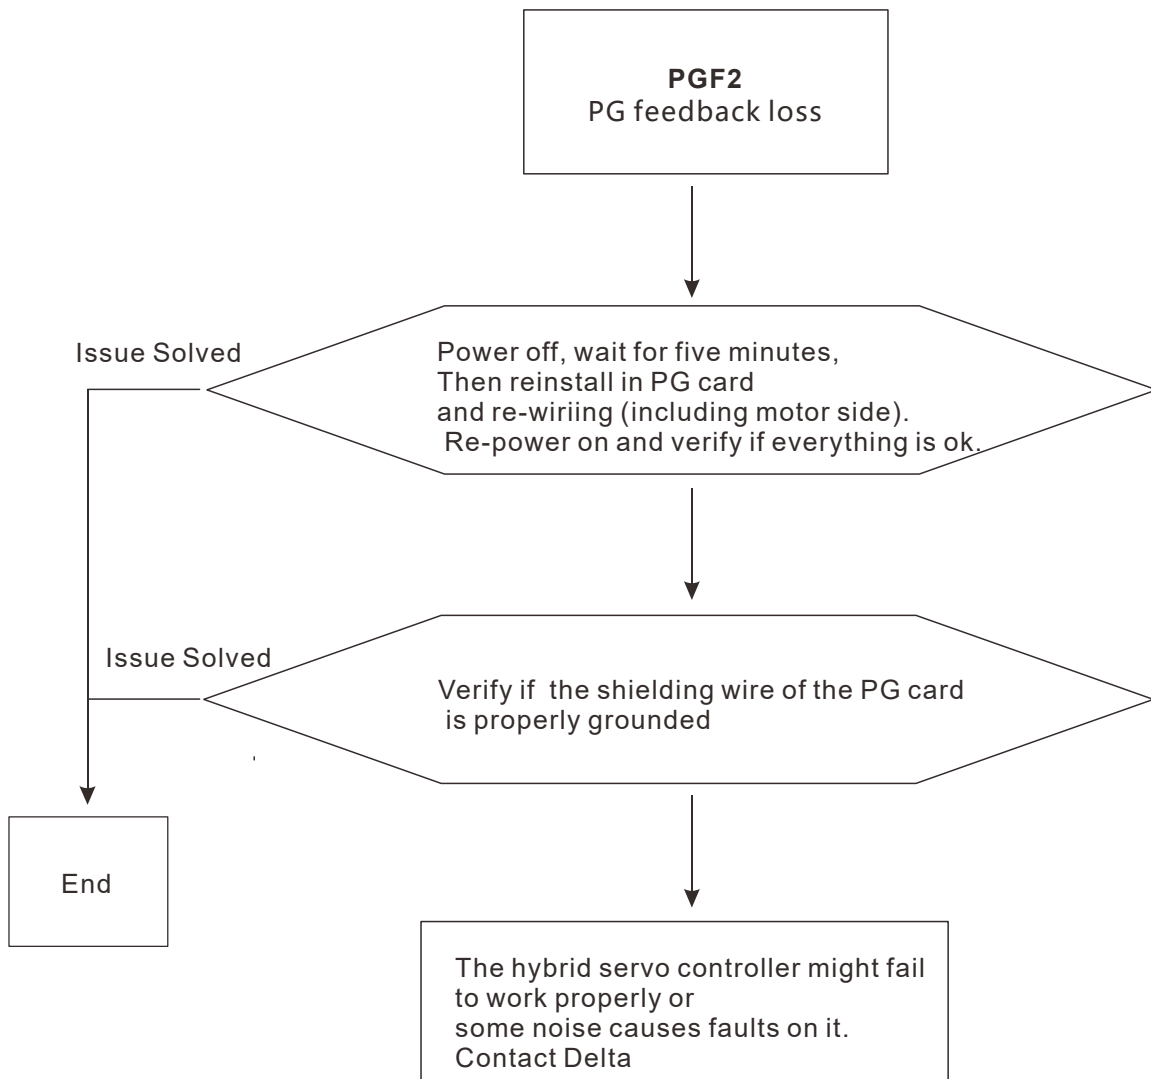 PGF2
PG feedback loss
Issue Solved
Power off, wait for five minutes,
Then reinstall in PG card
and re-wiriing (including motor side).
Re-power on and verify if everything is ok.
Issue Solved
Verify if the shielding wire of the PG card
is properly grounded
End
The hybrid servo controller might fail
to work properly or
some noise causes faults on it.
Contact Delta